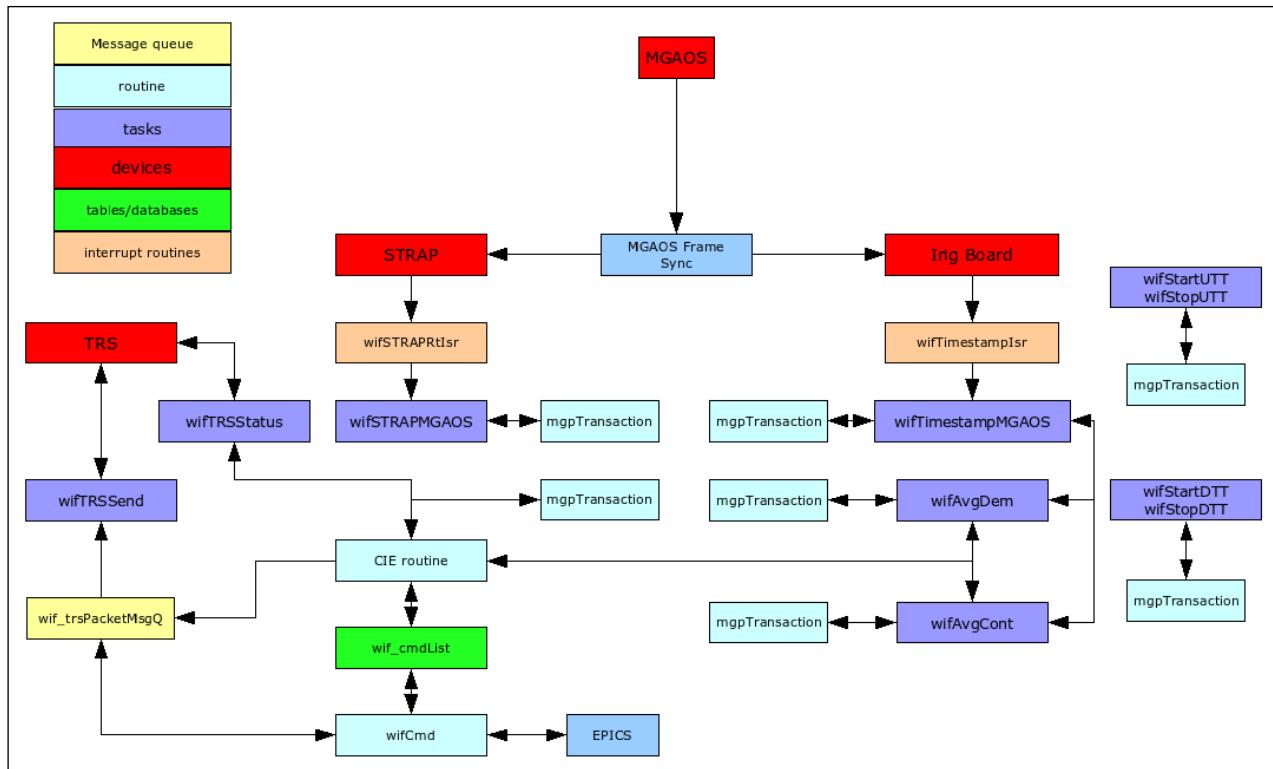 Message queue
routine
tasks
devices
tables/databases
interrupt routines
MGAOS
STRAP
MGAOS Frame
Sync
Irig Board
wifStartUTT
wifStopUTT
TRS
wifSTRAPRtIsr
wifTimestampIsr
mgpTransaction
wifTRSStatus
wifSTRAPMGAOS
mgpTransaction
mgpTransaction
wifTimestampMGAOS
wifTRSSend
mgpTransaction
mgpTransaction
wifAvgDem
wifStartDTT
wifStopDTT
CIE routine
mgpTransaction
wif_trsPacketMsgQ
mgpTransaction
wifAvgCont
wif_cmdList
wifCmd
EPICS